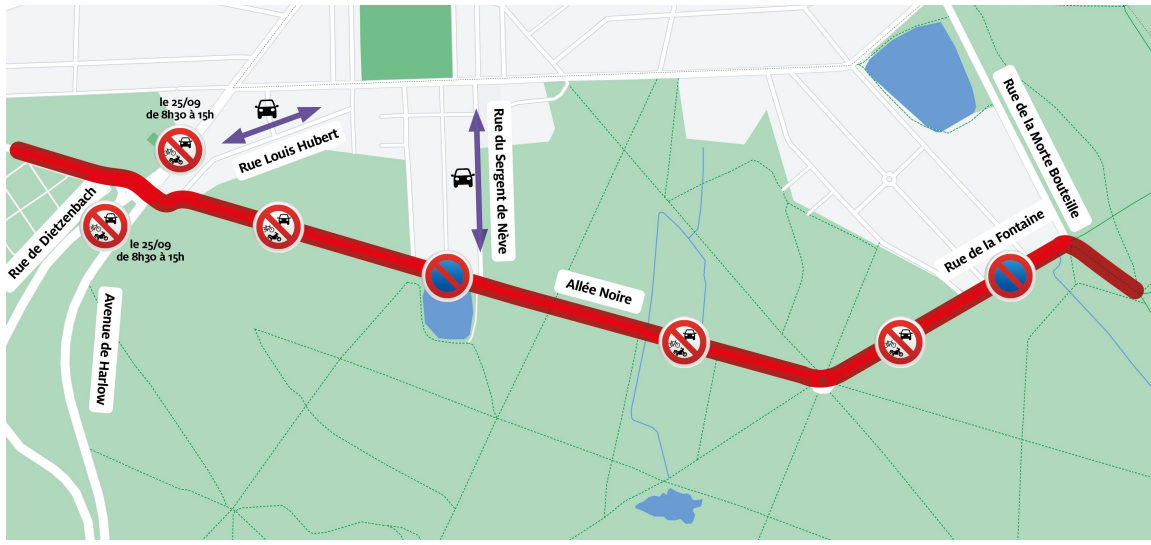 le 25/09
de 8h30 à 15h
Rue Louis Hubert
Rue du Sergent de Nève
Rue de la Morte Bouteille
Rue de Dietzenbach
le 25/09
de 8h30 à 15h
Avenue de Harlow
Allée Noire
Rue de la Fontaine